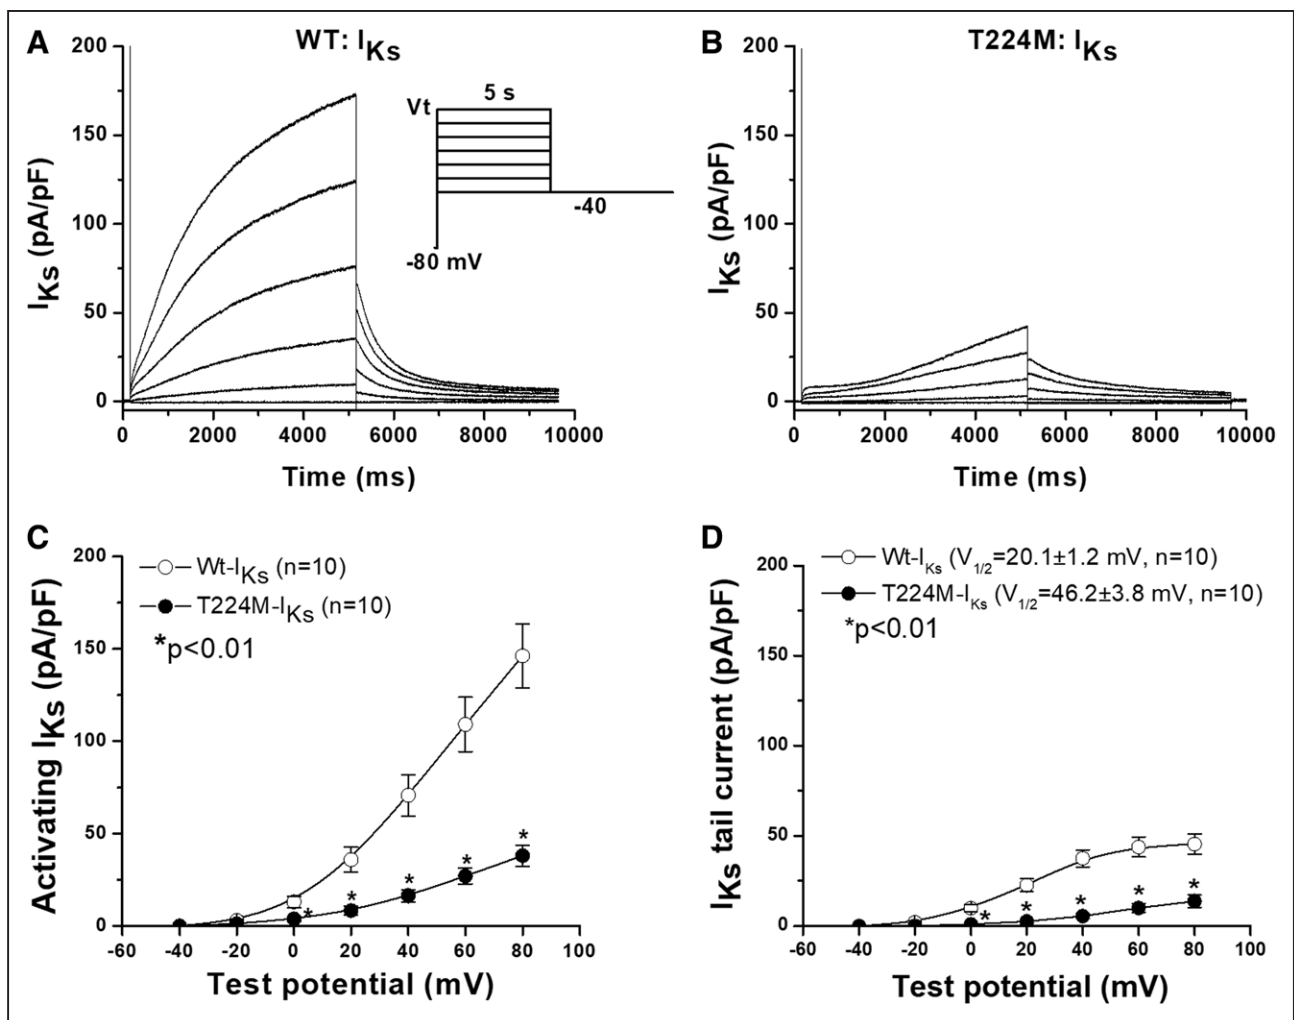 A
WT: IKs
200
150
100
50
0
IKs (pA/pF)
0 2000 4000 6000 8000 10000
Time (ms)
Vt
5 s
-40
-80 mV
B
T224M: IKs
200
150
100
50
0
IKs (pA/pF)
0 2000 4000 6000 8000 10000
Time (ms)
C
200
150
100
50
0
Activating IKs (pA/pF)
Wt-IKs (n=10)
T224M-IKs (n=10)
*p<0.01
* * * * *
-60 -40 -20 0 20 40 60 80 100
Test potential (mV)
D
200
150
100
50
0
IKs tail current (pA/pF)
Wt-IKs (V1/2=20.1±1.2 mV, n=10)
T224M-IKs (V1/2=46.2±3.8 mV, n=10)
*p<0.01
* * * * *
-60 -40 -20 0 20 40 60 80 100
Test potential (mV)